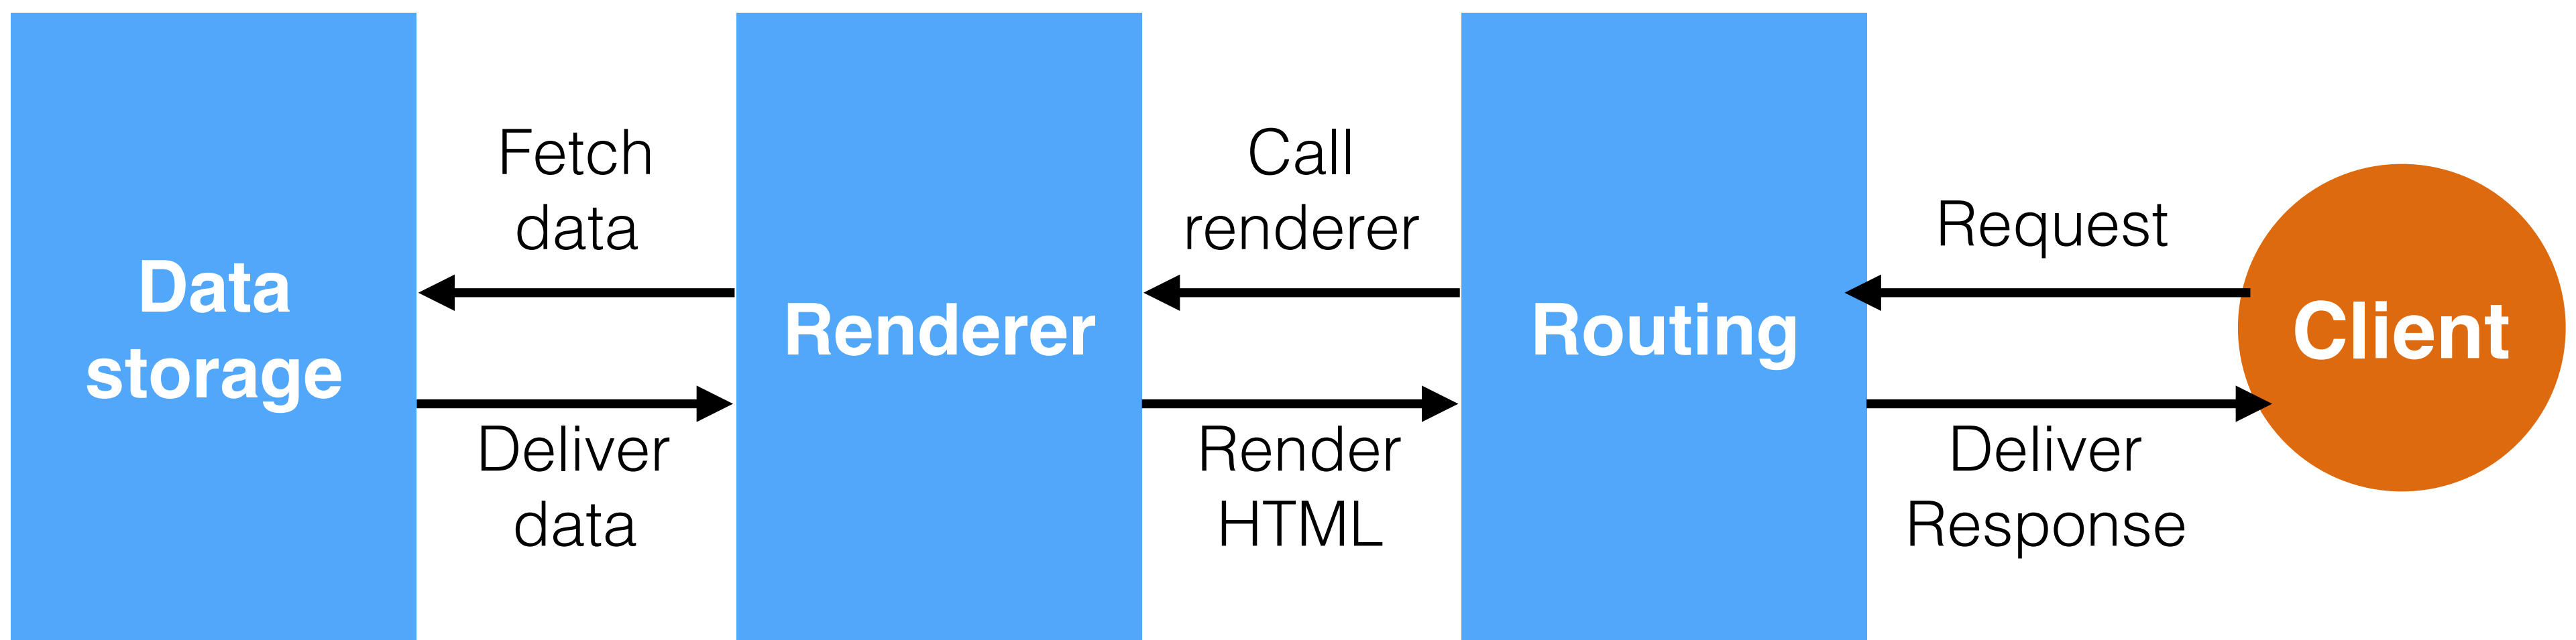 Data
storage
Fetch
data
Deliver
data
Renderer
Call
renderer
Render
HTML
Routing
Request
Deliver
Response
Client